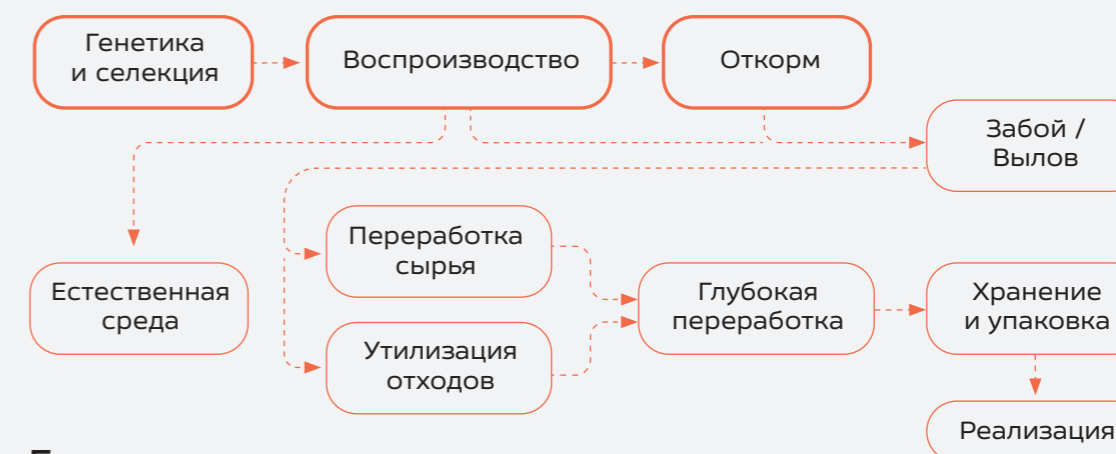 Генетика
и селекция
Воспроизводство
Откорм
Забой /
Вылов
Переработка
сырья
Естественная
среда
Глубокая
переработка
Хранение
и упаковка
Утилизация
отходов
Реализация